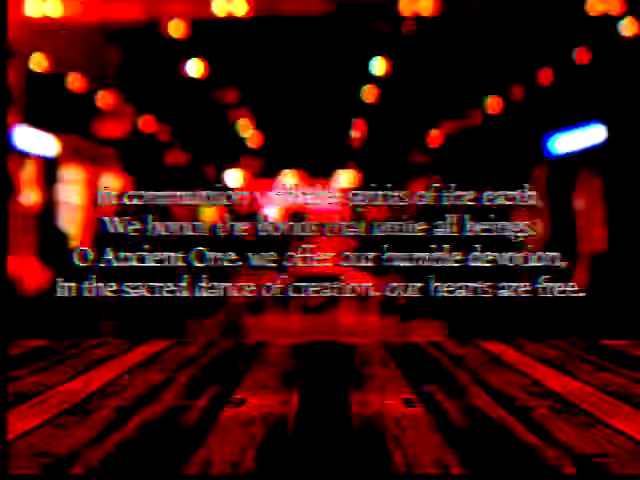 In communion with the spirits of the earth,
We honor the bonds that unite all beings;
O Ancient One, we offer our humble devotion,
In the sacred dance of creation, our hearts are free.